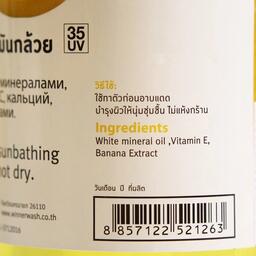 มันกล้วย
35
UV
минералами,
С, кальций,
ами.
sunbathing
not dry.
26110
www.winnerwash.co.th
วิธีใช้:
ใช้ทาตัวก่อนอาบแดด
บำรุงผิวให้นุ่มชุ่มชื้น ไม่แห้งกร้าน
Ingredients
White mineral oil ,Vitamin E,
Banana Extract
วันเดือน ปี ที่ผลิต
8 857122 521263